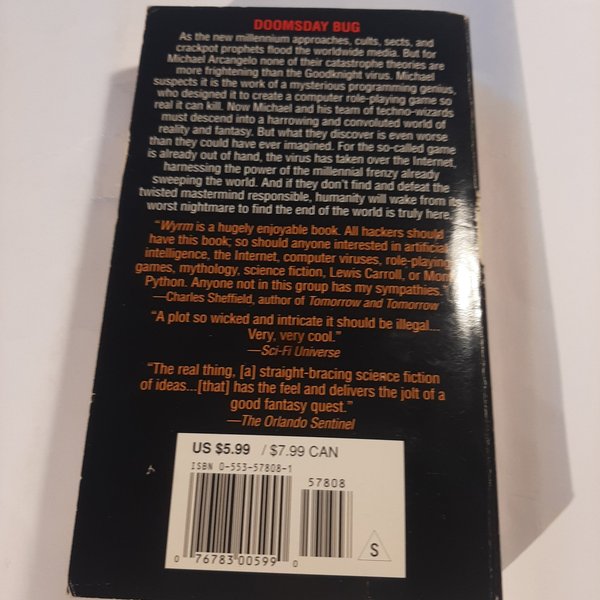 DOOMSDAY BUG
As the new millennium approaches, cults, sects, and
crackpot prophets flood the worldwide media. But for
Michael Arcangelo none of their catastrophe theories are
more frightening than the Goodknight virus. Michael
suspects it is the work of a mysterious programming genius,
who designed it to create a computer role-playing game so
real it can kill. Now Michael and his team of techno-wizards
must descend into a harrowing and convoluted world of
reality and fantasy. But what they discover is even worse
than they could have ever imagined. For the so-called game
is already out of hand, the virus has taken over the Internet,
harnessing the power of the millennial frenzy already
sweeping the world. And if they don't find and defeat the
twisted mastermind responsible, humanity will wake from its
worst nightmare to find the end of the world is truly here.
"Wyrm is a hugely enjoyable book. All hackers should
have this book; so should anyone interested in artificial
intelligence, the Internet, computer viruses, role-playing
games, mythology, science fiction, Lewis Carroll, or Monty
Python. Anyone not in this group has my sympathies."
—Charles Sheffield, author of Tomorrow and Tomorrow
"A plot so wicked and intricate it should be illegal...
Very, very cool."
—Sci-Fi Universe
"The real thing, [a] straight-bracing science fiction
of ideas...[that] has the feel and delivers the jolt of a
good fantasy quest."
—The Orlando Sentinel
US $5.99 / $7.99 CAN
ISBN 0-553-57808-1
57808
0 76783 00599 0
S